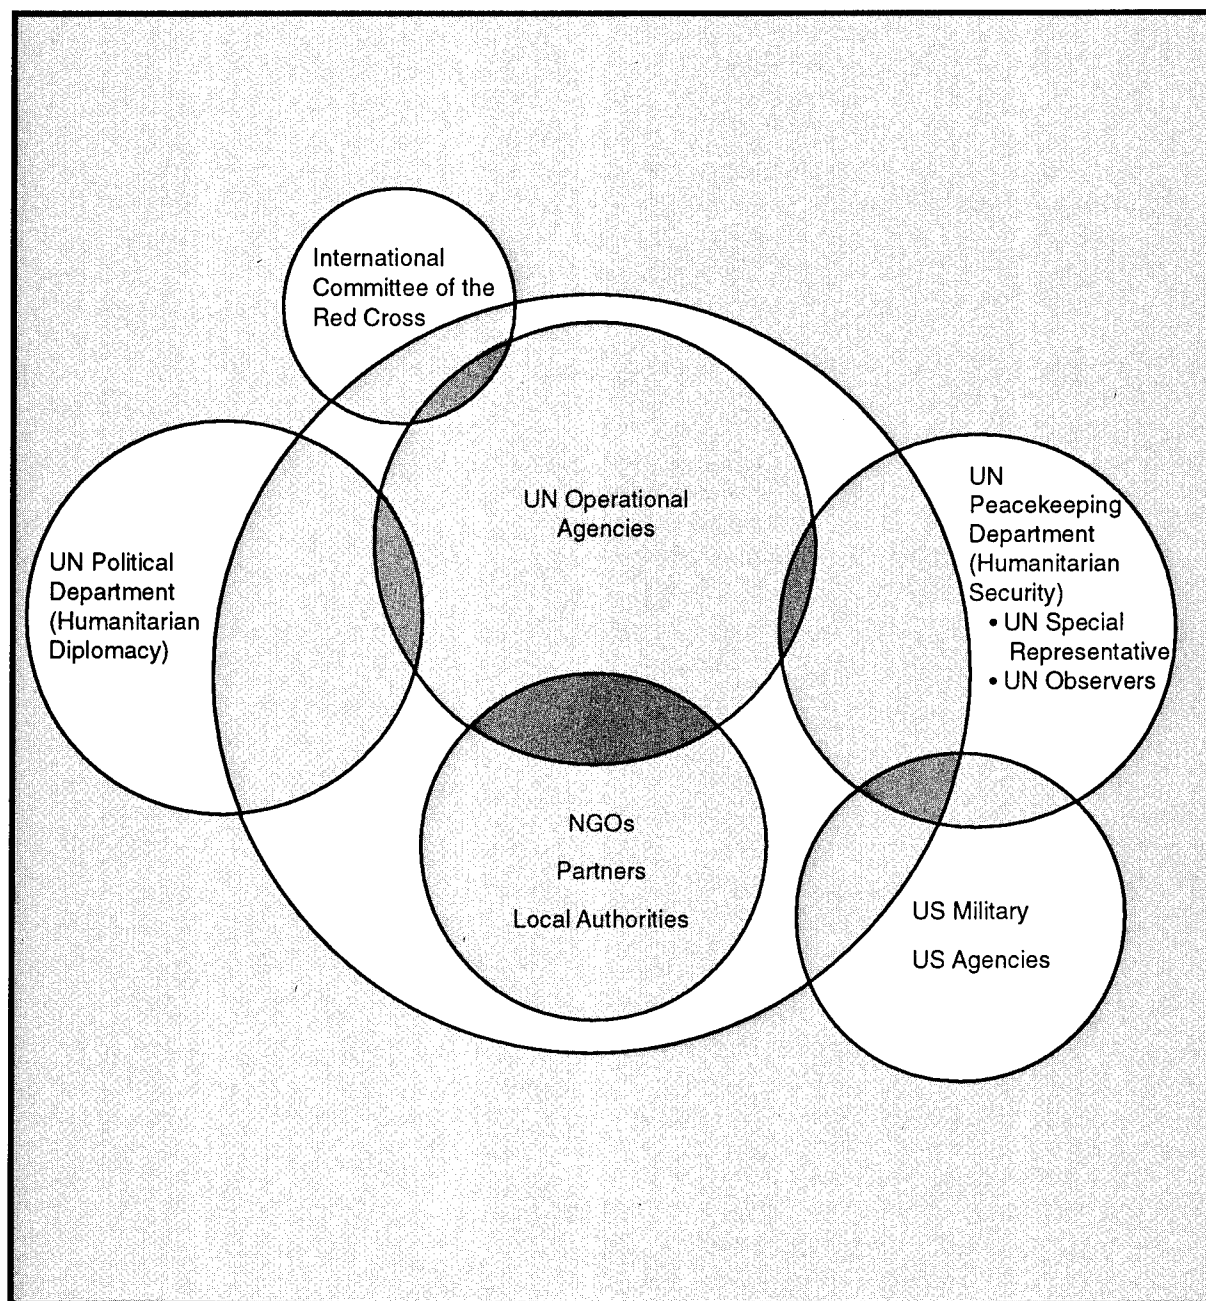 International
Committee of the
Red Cross
UN Operational
Agencies
UN Political
Department
(Humanitarian
Diplomacy)
UN
Peacekeeping
Department
(Humanitarian
Security)
• UN Special
Representative
• UN Observers
NGOs
Partners
Local Authorities
US Military
US Agencies